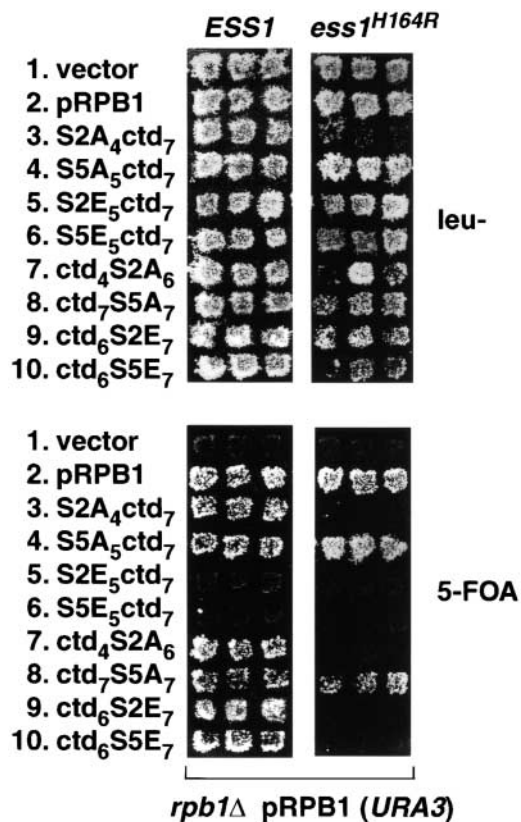 ESS1 ess1H164R
1. vector
2. pRPB1
3. S2A4ctd7
4. S5A5ctd7
5. S2E5ctd7
6. S5E5ctd7
7. ctd4S2A6
8. ctd7S5A7
9. ctd6S2E7
10. ctd6S5E7
leu-
1. vector
2. pRPB1
3. S2A4ctd7
4. S5A5ctd7
5. S2E5ctd7
6. S5E5ctd7
7. ctd4S2A6
8. ctd7S5A7
9. ctd6S2E7
10. ctd6S5E7
5-FOA
rpb1Δ pRPB1 (URA3)